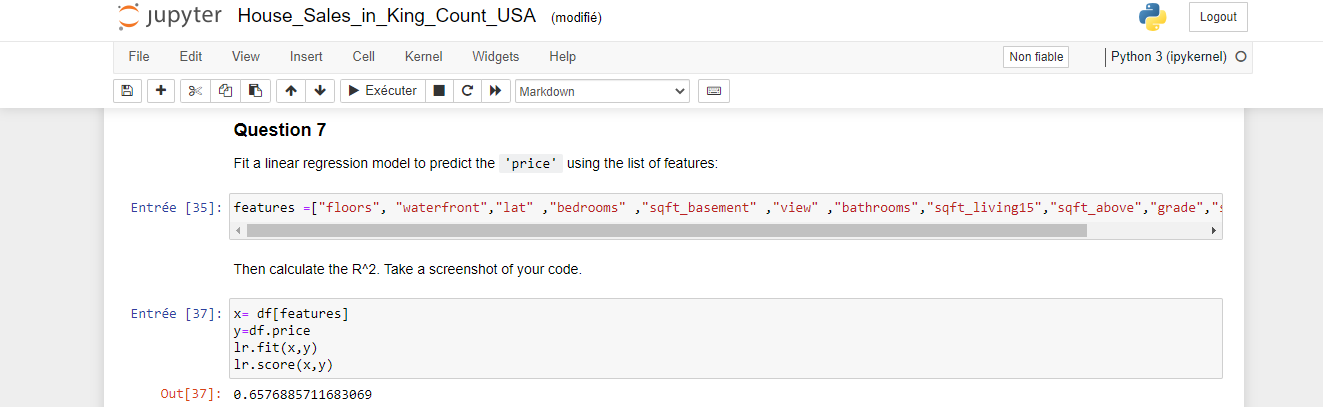 jupyter House_Sales_in_King_Count_USA (modifié)
Logout
File Edit View Insert Cell Kernel Widgets Help
Non fiable
Python 3 (ipykernel)
Exécuter
Markdown
Question 7
Fit a linear regression model to predict the 'price' using the list of features:
Entrée [35]: features =["floors", "waterfront","lat" ,"bedrooms" ,"sqft_basement" ,"view" ,"bathrooms","sqft_living15","sqft_above","grade","
Then calculate the R^2. Take a screenshot of your code.
Entrée [37]: x= df[features]
y=df.price
lr.fit(x,y)
lr.score(x,y)
Out[37]: 0.6576885711683069